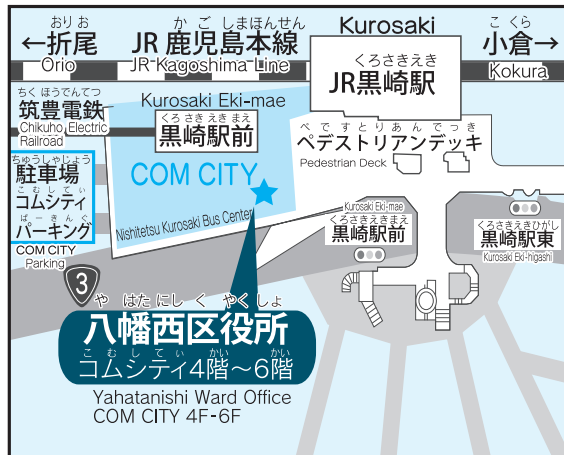 おりお
←折尾
Orio
かごしまほんせん
JR 鹿児島本線
JR Kagoshima Line
Kurosaki
くろさきえき
JR黒崎駅
こくら
小倉→
Kokura
ちくほうでんてつ
筑豊電鉄
Chikuho Electric
Railroad
Kurosaki Eki-mae
くろさきえきまえ
黒崎駅前
ぺですとりあんでっき
ペデストリアンデッキ
Pedestrian Deck
ちゅうしゃじょう
駐車場
こむしてぃ
コムシティ
ぱーきんぐ
パーキング
COM CITY
Parking
COM CITY
Nishitetsu Kurosaki Bus Center
Kurosaki Eki-mae
くろさきえきまえ
黒崎駅前
くろさきえきひがし
黒崎駅東
Kurosaki Eki-higashi
3
やはたにしくやくしょ
八幡西区役所
こむしてぃ かい かい
コムシティ4階～6階
Yahatanishi Ward Office
COM CITY 4F-6F